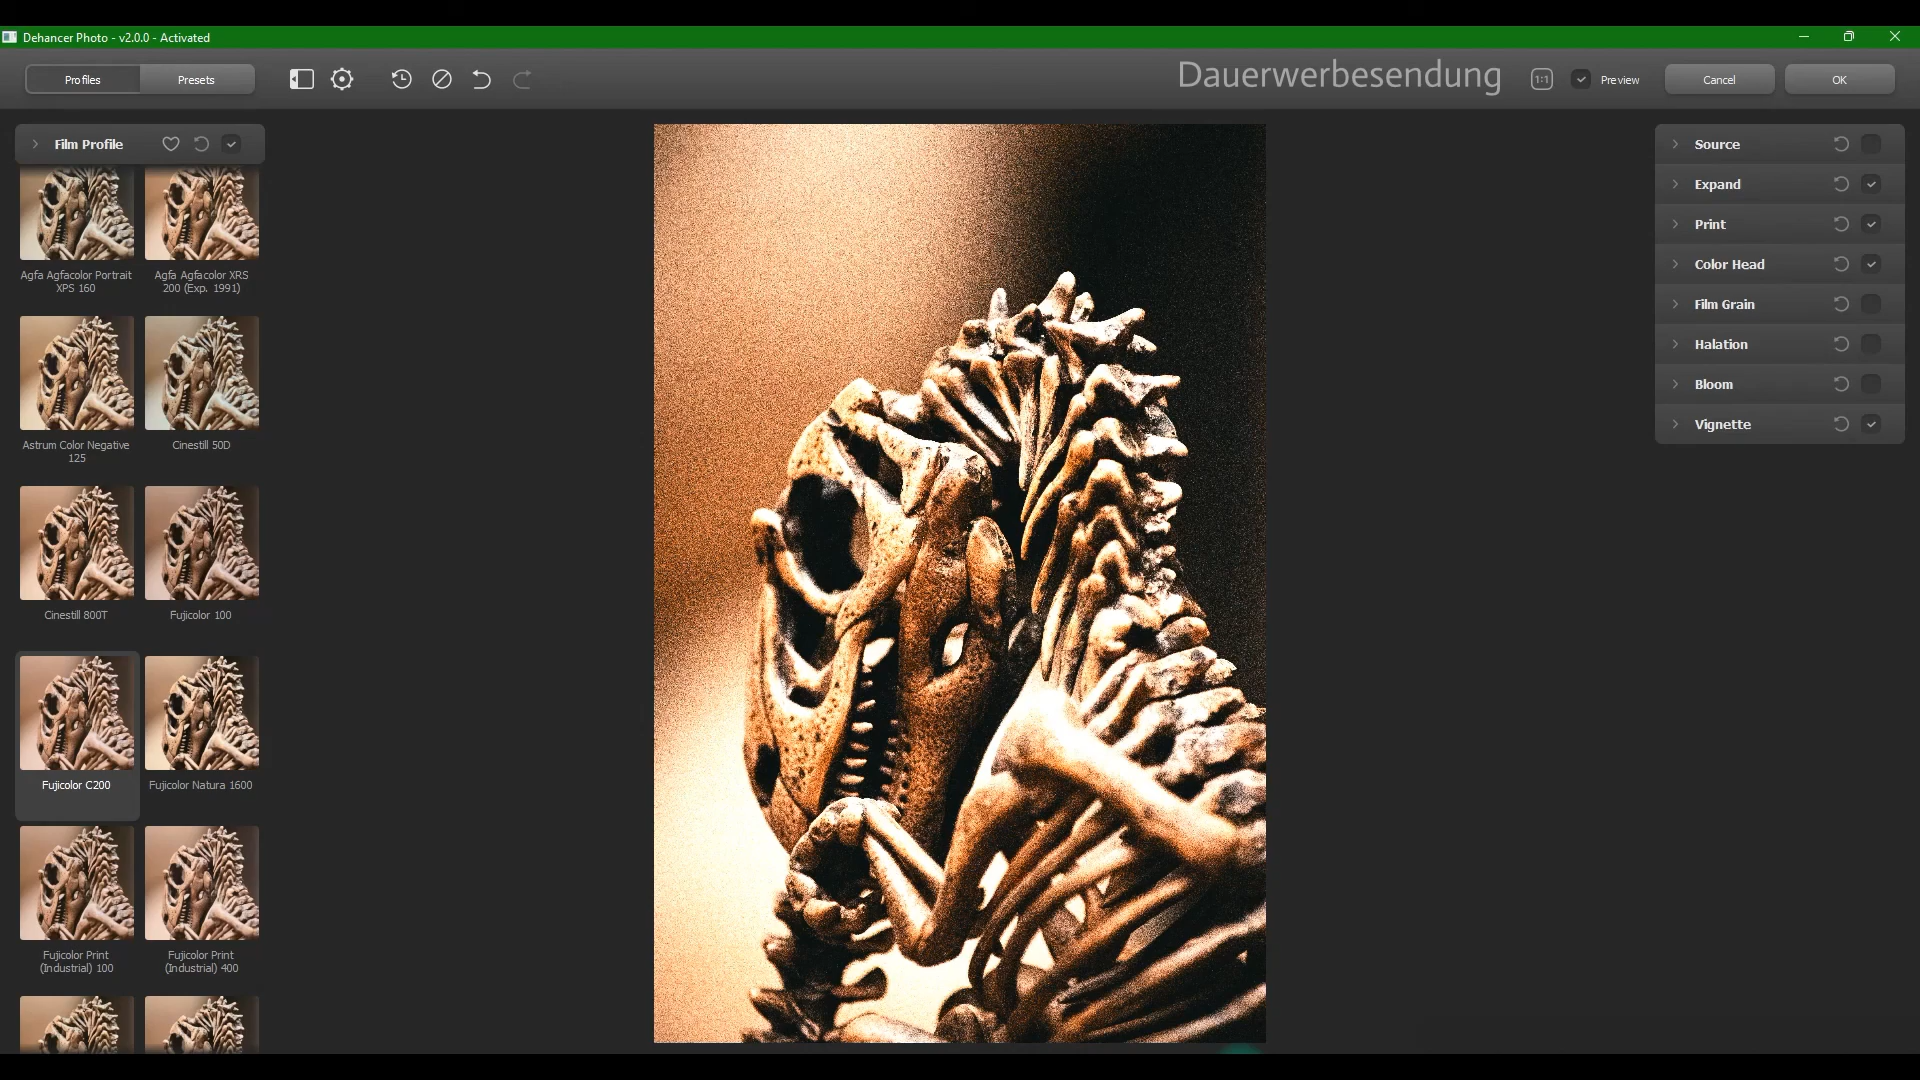 Dehancer Photo - v2.0.0 - Activated
Profiles
Presets
Dauerwerbesendung
1:1
Preview
Cancel
OK
Film Profile
Agfa Agfacolor Portrait
XPS 160
Agfa Agfacolor XRS
200 (Exp. 1991)
Astrum Color Negative
125
Cinestill 50D
Cinestill 800T
Fujicolor 100
Fujicolor C200
Fujicolor Natura 1600
Fujicolor Print
(Industrial) 100
Fujicolor Print
(Industrial) 400
Source
Expand
Print
Color Head
Film Grain
Halation
Bloom
Vignette